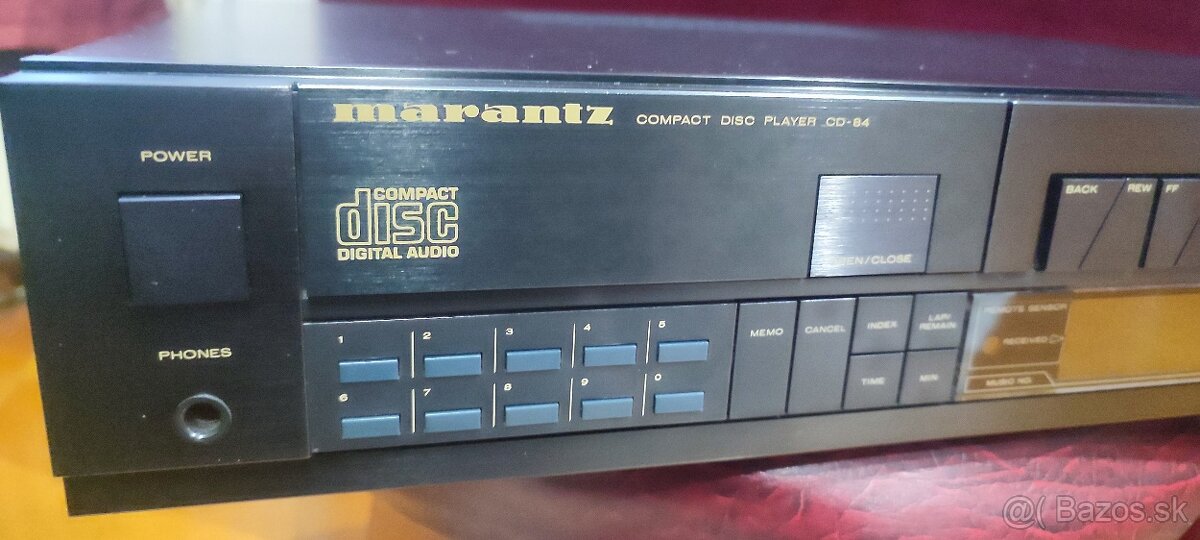 marantz COMPACT DISC PLAYER CD-84
POWER
COMPACT
disc
DIGITAL AUDIO
OPEN/CLOSE
BACK REW FF
PHONES
1 2 3 4 5
6 7 8 9 0
MEMO CANCEL INDEX LAP/
REMAIN
TIME MIN
REMOTE SENSOR
RECEIVED
MUSIC NO.
@( Bazos.sk